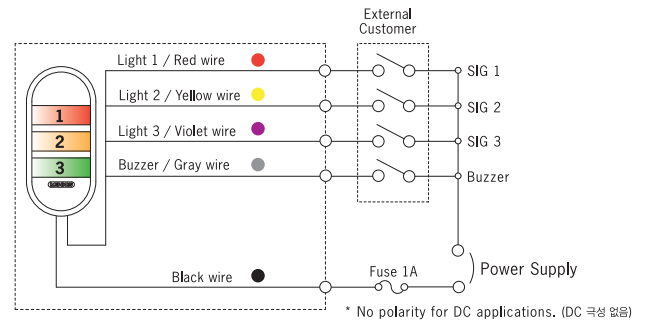 External
Customer
Light 1 / Red wire
SIG 1
Light 2 / Yellow wire
SIG 2
Light 3 / Violet wire
SIG 3
Buzzer / Gray wire
Buzzer
1
2
3
Black wire
Fuse 1A
Power Supply
* No polarity for DC applications. (DC 극성 없음)